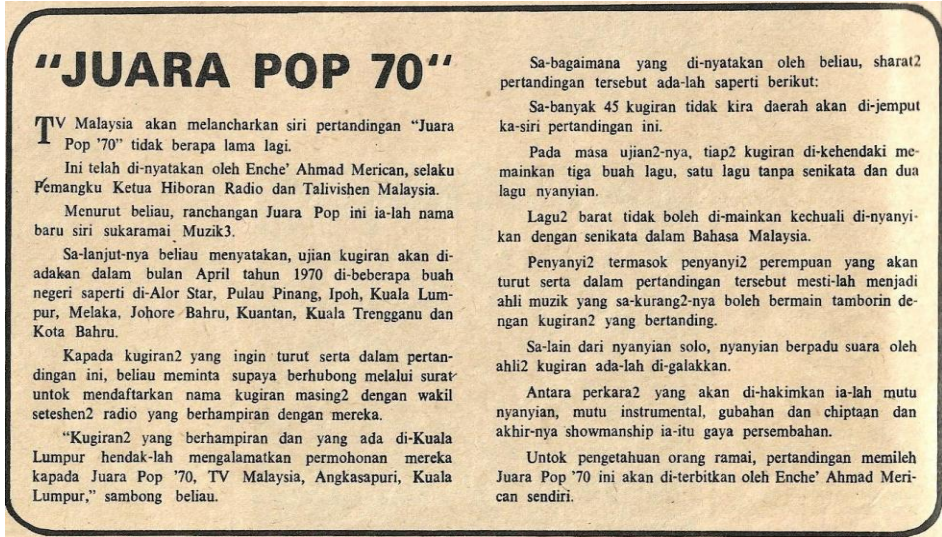 "JUARA POP 70"
TV Malaysia akan melancharkan siri pertandingan "Juara
Pop '70" tidak berapa lama lagi.
Ini telah di-nyatakan oleh Enche' Ahmad Merican, selaku
Pemangku Ketua Hiboran Radio dan Talivishen Malaysia.
Menurut beliau, ranchangan Juara Pop ini ia-lah nama
baru siri sukaramai Muzik3.
Sa-lanjut-nya beliau menyatakan, ujian kugiran akan di-
adakan dalam bulan April tahun 1970 di-beberapa buah
negeri saperti di-Alor Star, Pulau Pinang, Ipoh, Kuala Lum-
pur, Melaka, Johore Bahru, Kuantan, Kuala Trengganu dan
Kota Bahru.
Kapada kugiran2 yang ingin turut serta dalam pertan-
dingan ini, beliau meminta supaya berhubong melalui surat
untok mendaftarkan nama kugiran masing2 dengan wakil
seteshen2 radio yang berhampiran dengan mereka.
"Kugiran2 yang berhampiran dan yang ada di-Kuala
Lumpur hendak-lah mengalamatkan permohonan mereka
kapada Juara Pop '70, TV Malaysia, Angkasapuri, Kuala
Lumpur," sambong beliau.
Sa-bagaimana yang di-nyatakan oleh beliau, sharat2
pertandingan tersebut ada-lah saperti berikut:
Sa-banyak 45 kugiran tidak kira daerah akan di-jemput
ka-siri pertandingan ini.
Pada masa ujian2-nya, tiap2 kugiran di-kehendaki me-
mainkan tiga buah lagu, satu lagu tanpa senikata dan dua
lagu nyanyian.
Lagu2 barat tidak boleh di-mainkan kechuali di-nyanyi-
kan dengan senikata dalam Bahasa Malaysia.
Penyanyi2 termasok penyanyi2 perempuan yang akan
turut serta dalam pertandingan tersebut mesti-lah menjadi
ahli muzik yang sa-kurang2-nya boleh bermain tamborin de-
ngan kugiran2 yang bertanding.
Sa-lain dari nyanyian solo, nyanyian berpadu suara oleh
ahli2 kugiran ada-lah di-galakkan.
Antara perkara2 yang akan di-hakimkan ia-lah mutu
nyanyian, mutu instrumental, gubahan dan chiptaan dan
akhir-nya showmanship ia-itu gaya persembahan.
Untok pengetahuan orang ramai, pertandingan memileh
Juara Pop '70 ini akan di-terbitkan oleh Enche' Ahmad Meri-
can sendiri.